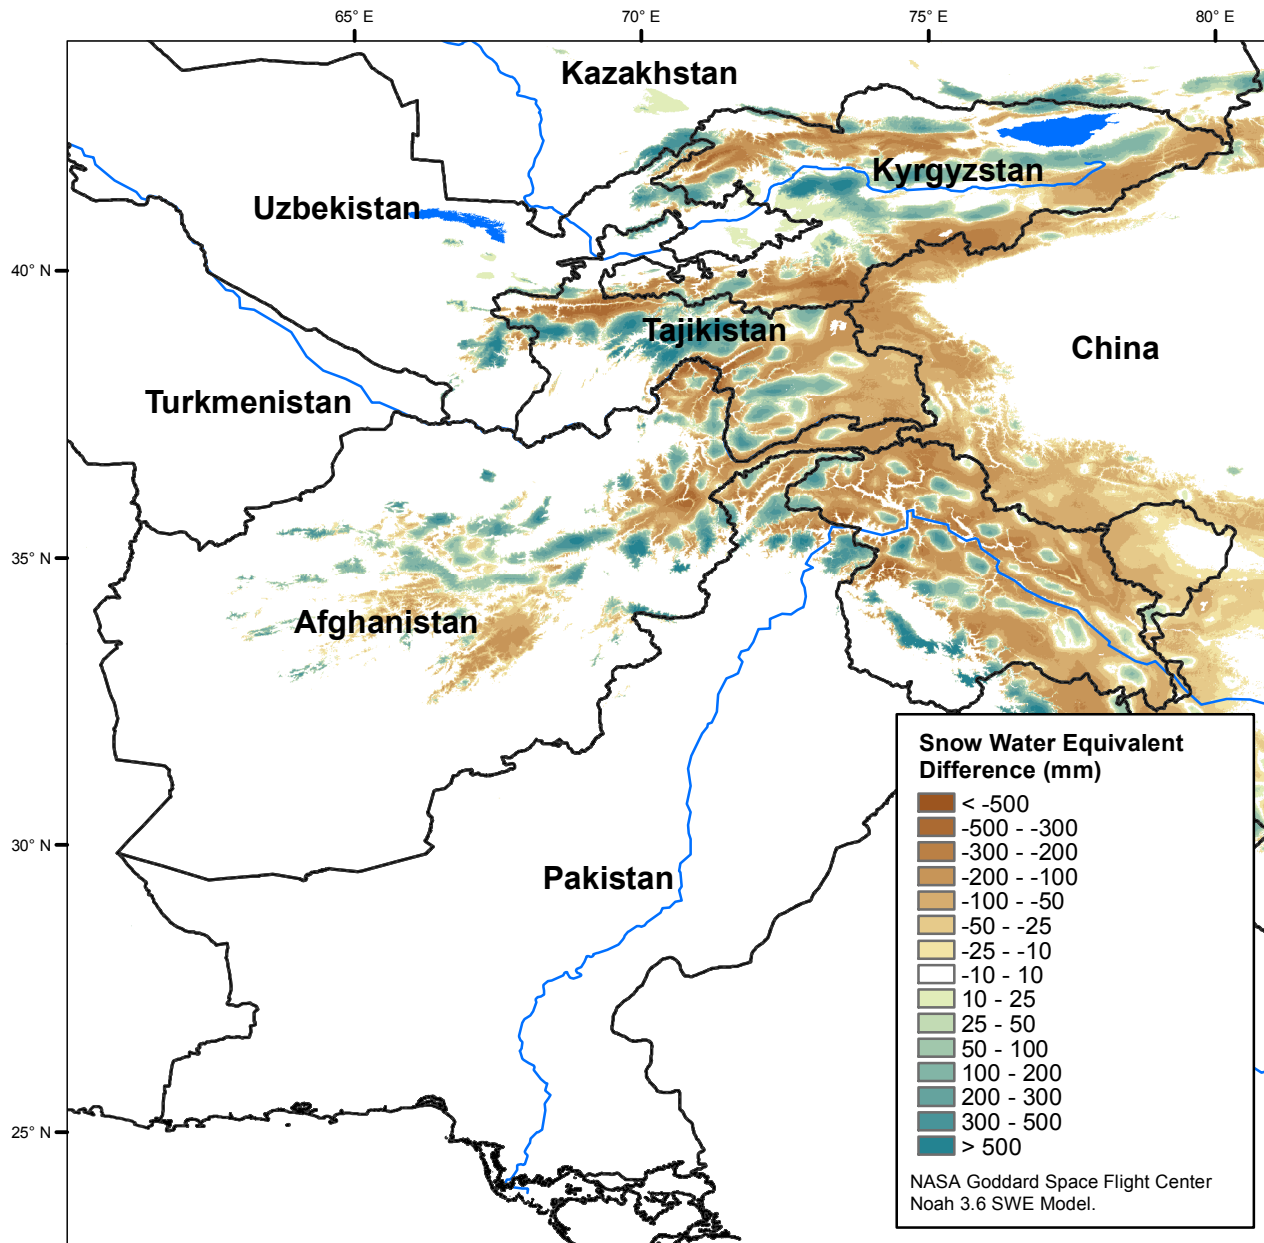 65° E
70° E
75° E
80° E
Kazakhstan
Kyrgyzstan
Uzbekistan
40° N
Tajikistan
China
Turkmenistan
35° N
Afghanistan
30° N
Pakistan
25° N
Snow Water Equivalent
Difference (mm)
< -500
-500 - -300
-300 - -200
-200 - -100
-100 - -50
-50 - -25
-25 - -10
-10 - 10
10 - 25
25 - 50
50 - 100
100 - 200
200 - 300
300 - 500
> 500
NASA Goddard Space Flight Center
Noah 3.6 SWE Model.